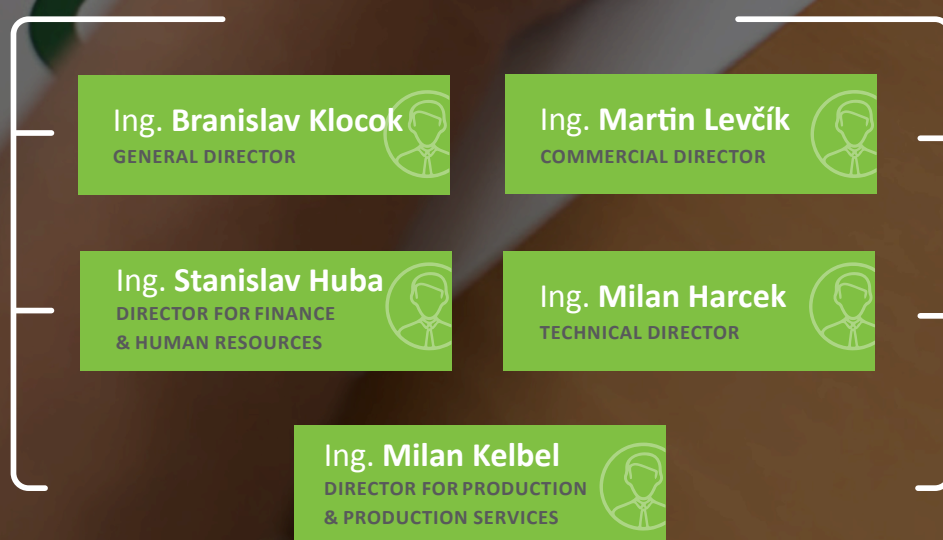 Ing. Branislav Klocok
GENERAL DIRECTOR
Ing. Martin Levčík
COMMERCIAL DIRECTOR
Ing. Stanislav Huba
DIRECTOR FOR FINANCE
& HUMAN RESOURCES
Ing. Milan Harcek
TECHNICAL DIRECTOR
Ing. Milan Kelbel
DIRECTOR FOR PRODUCTION
& PRODUCTION SERVICES